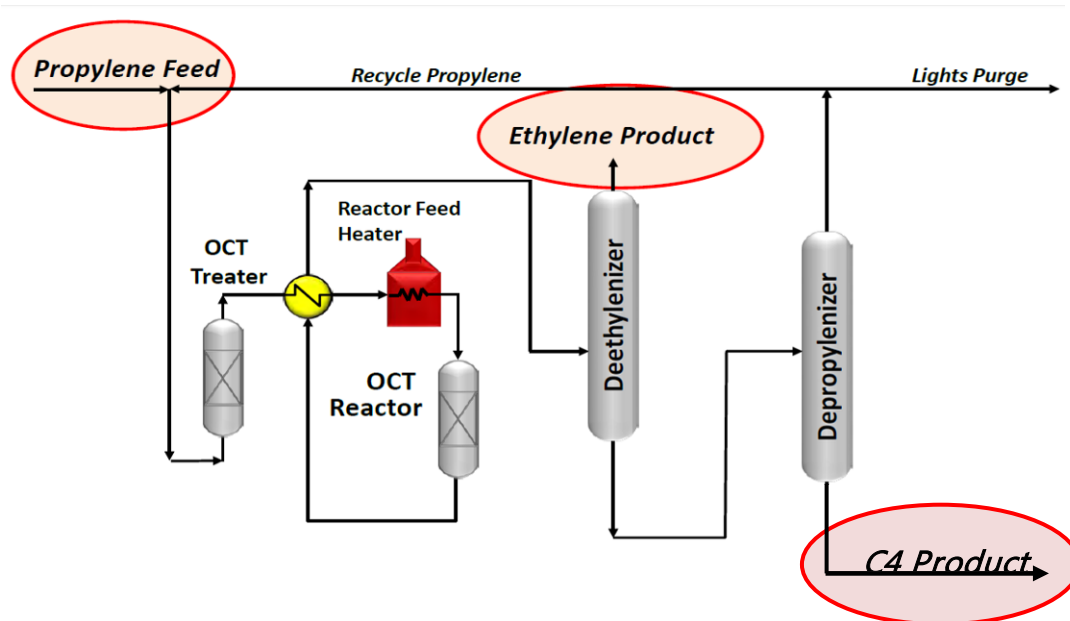 Propylene Feed
Recycle Propylene
Lights Purge
Ethylene Product
Reactor Feed
Heater
OCT
Treater
OCT
Reactor
Deethylenizer
Depropylenizer
C4 Product